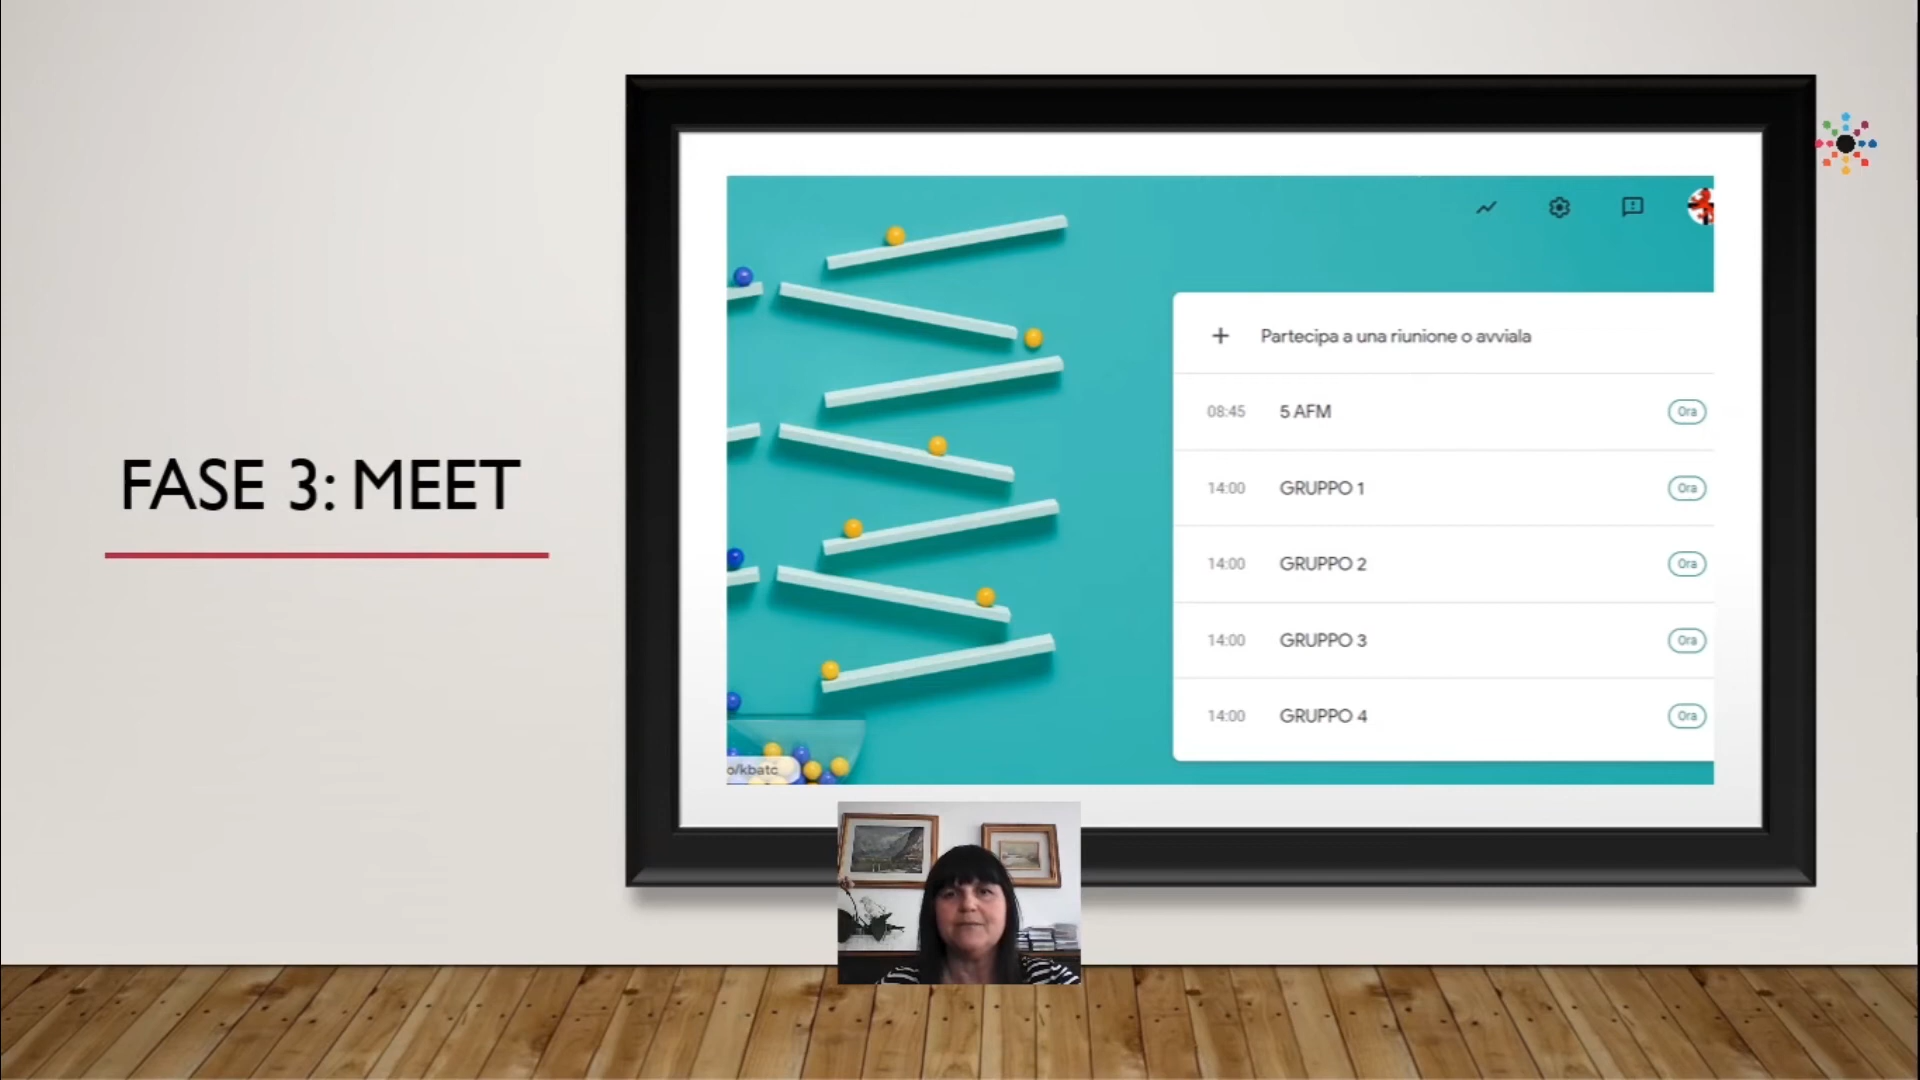 FASE 3: MEET
Partecipa a una riunione o avviala
08:45 5 AFM Ora
14:00 GRUPPO 1 Ora
14:00 GRUPPO 2 Ora
14:00 GRUPPO 3 Ora
14:00 GRUPPO 4 Ora
o/kbatc